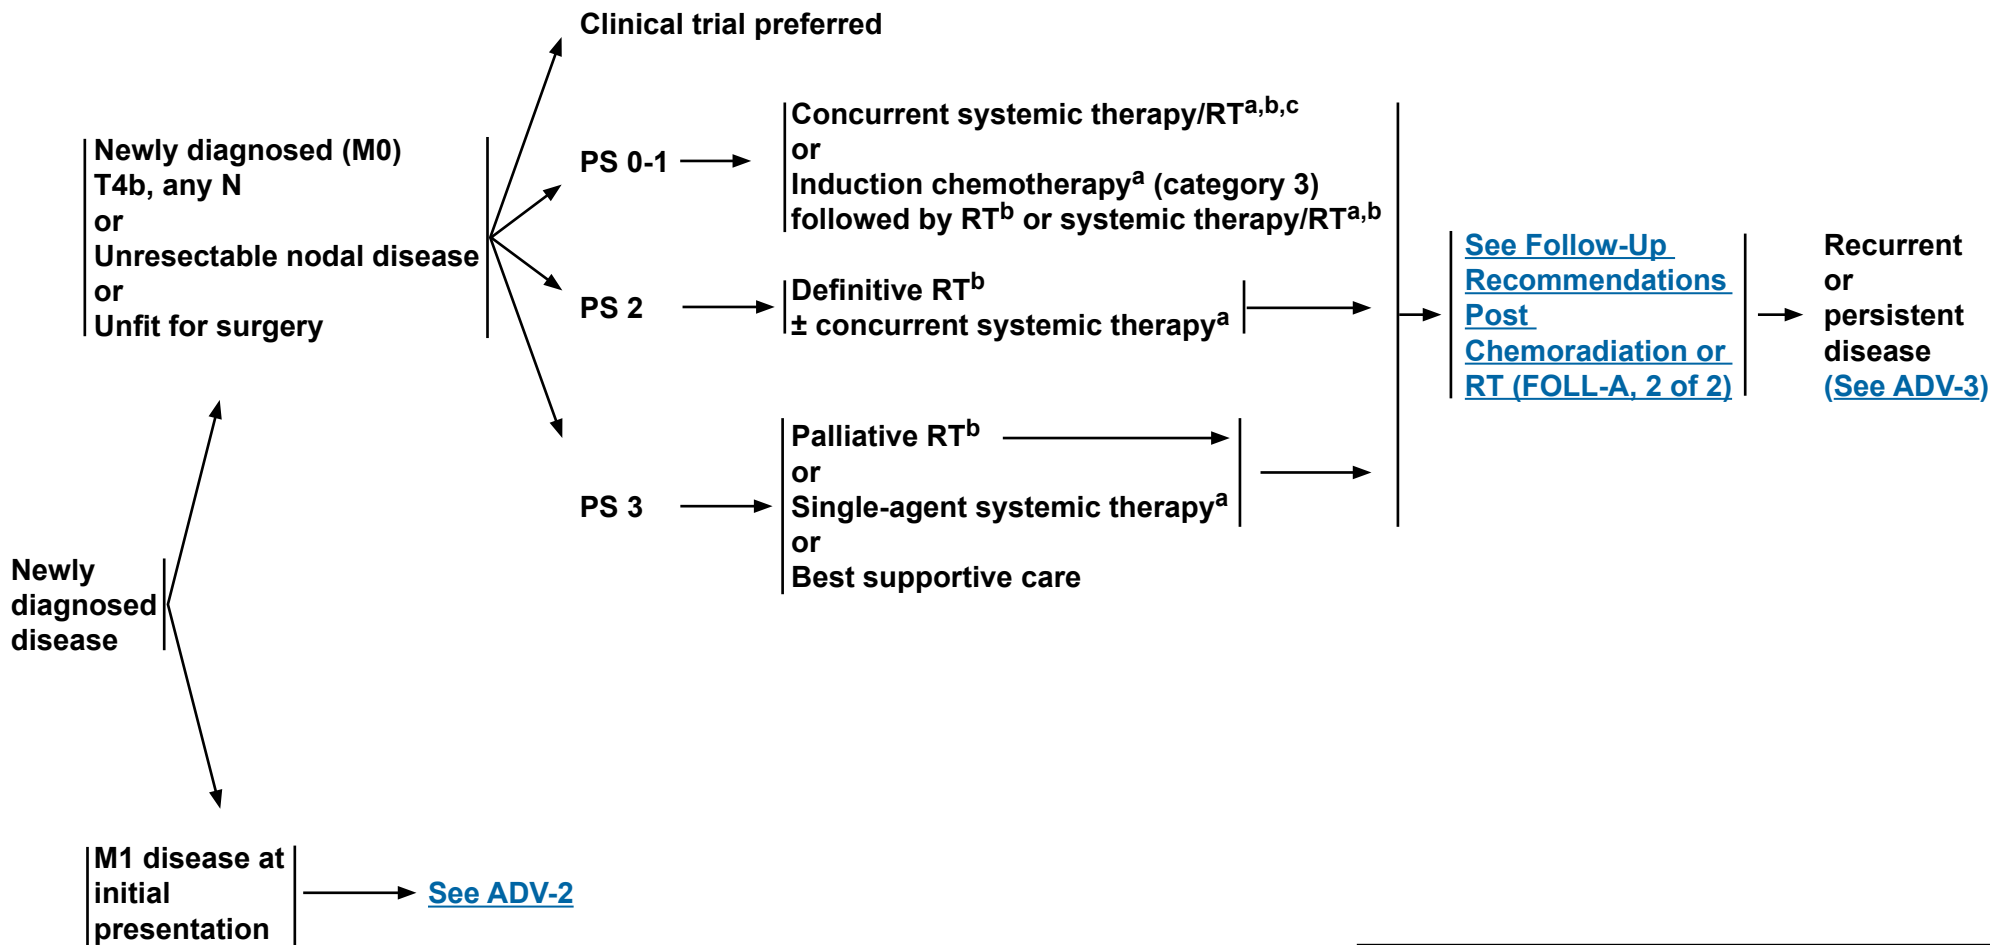 Clinical trial preferred
Newly diagnosed (M0)
T4b, any N
or
Unresectable nodal disease
or
Unfit for surgery
PS 0-1
Concurrent systemic therapy/RTa,b,c
or
Induction chemotherapya (category 3)
followed by RTb or systemic therapy/RTa,b
PS 2
Definitive RTb
± concurrent systemic therapya
PS 3
Palliative RTb
or
Single-agent systemic therapya
or
Best supportive care
See Follow-Up
Recommendations
Post
Chemoradiation or
RT (FOLL-A, 2 of 2)
Recurrent
or
persistent
disease
(See ADV-3)
Newly
diagnosed
disease
M1 disease at
initial
presentation
See ADV-2